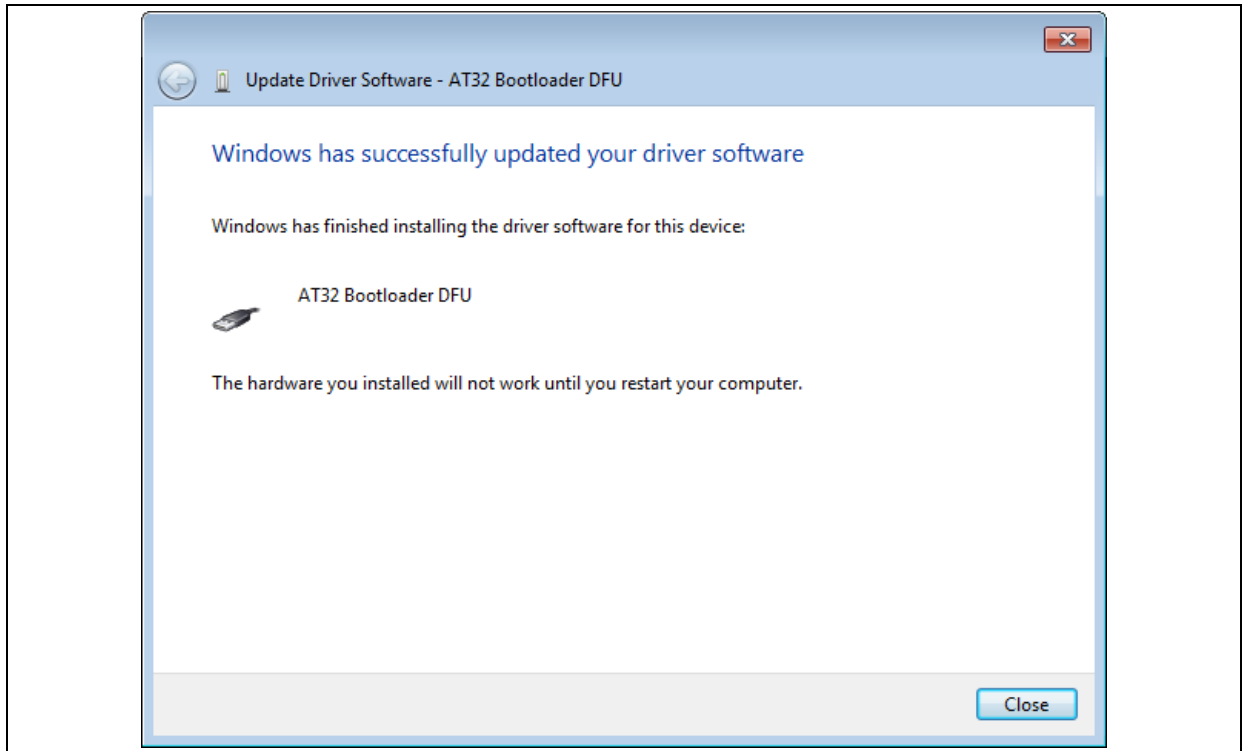 Update Driver Software - AT32 Bootloader DFU
Windows has successfully updated your driver software
Windows has finished installing the driver software for this device:
AT32 Bootloader DFU
The hardware you installed will not work until you restart your computer.
Close